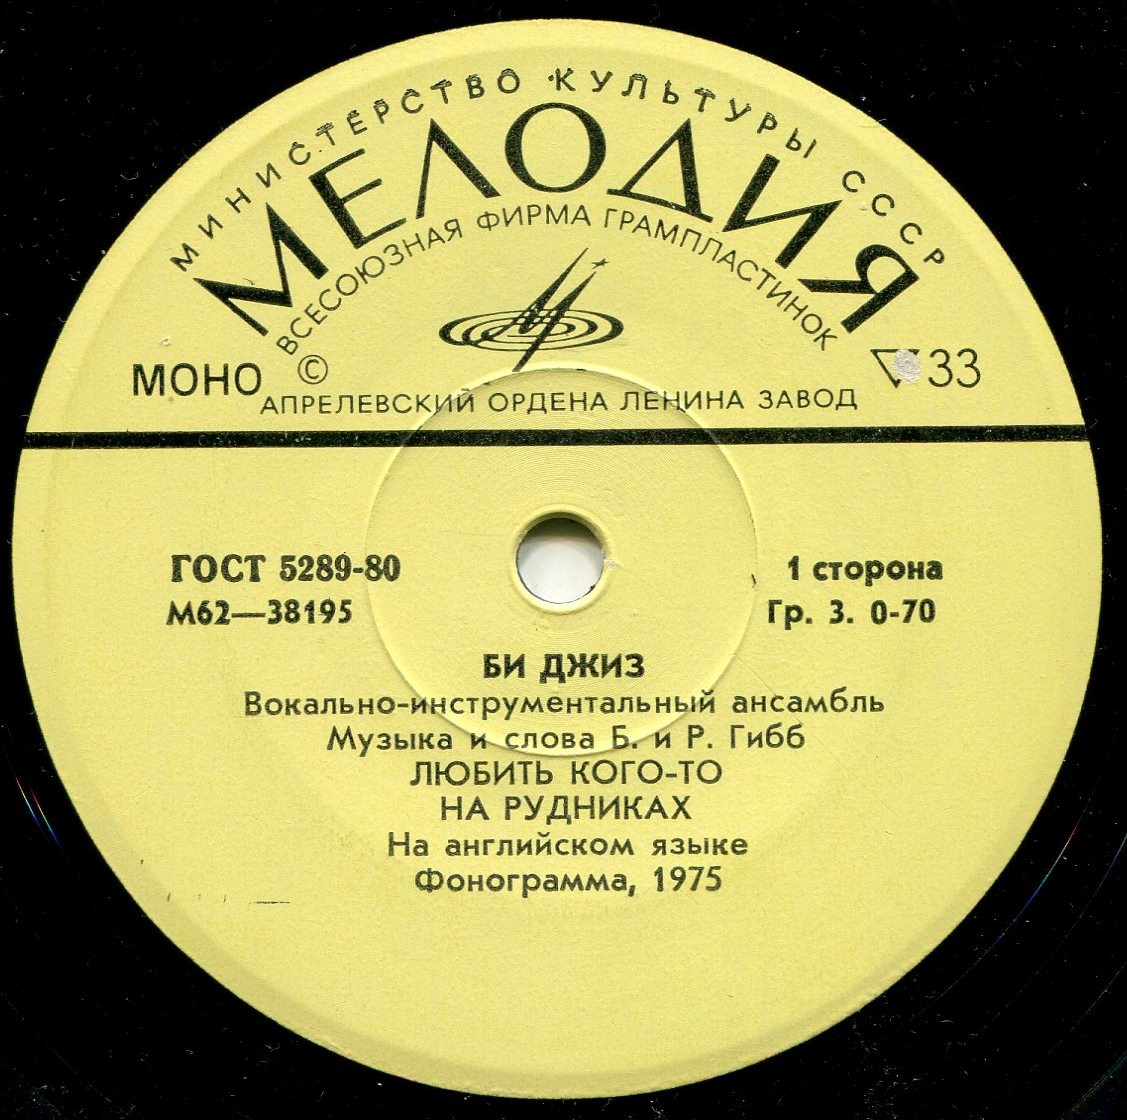 МИНИСТЕРСТВО КУЛЬТУРЫ СССР
МЕЛОДИЯ
ВСЕСОЮЗНАЯ ФИРМА ГРАМПЛАСТИНОК
МОНО © 33
АПРЕЛЕВСКИЙ ОРДЕНА ЛЕНИНА ЗАВОД
ГОСТ 5289-80 1 сторона
М62—38195 Гр. 3. 0-70
БИ ДЖИЗ
Вокально-инструментальный ансамбль
Музыка и слова Б. и Р. Гибб
ЛЮБИТЬ КОГО-ТО
НА РУДНИКАХ
На английском языке
Фонограмма, 1975